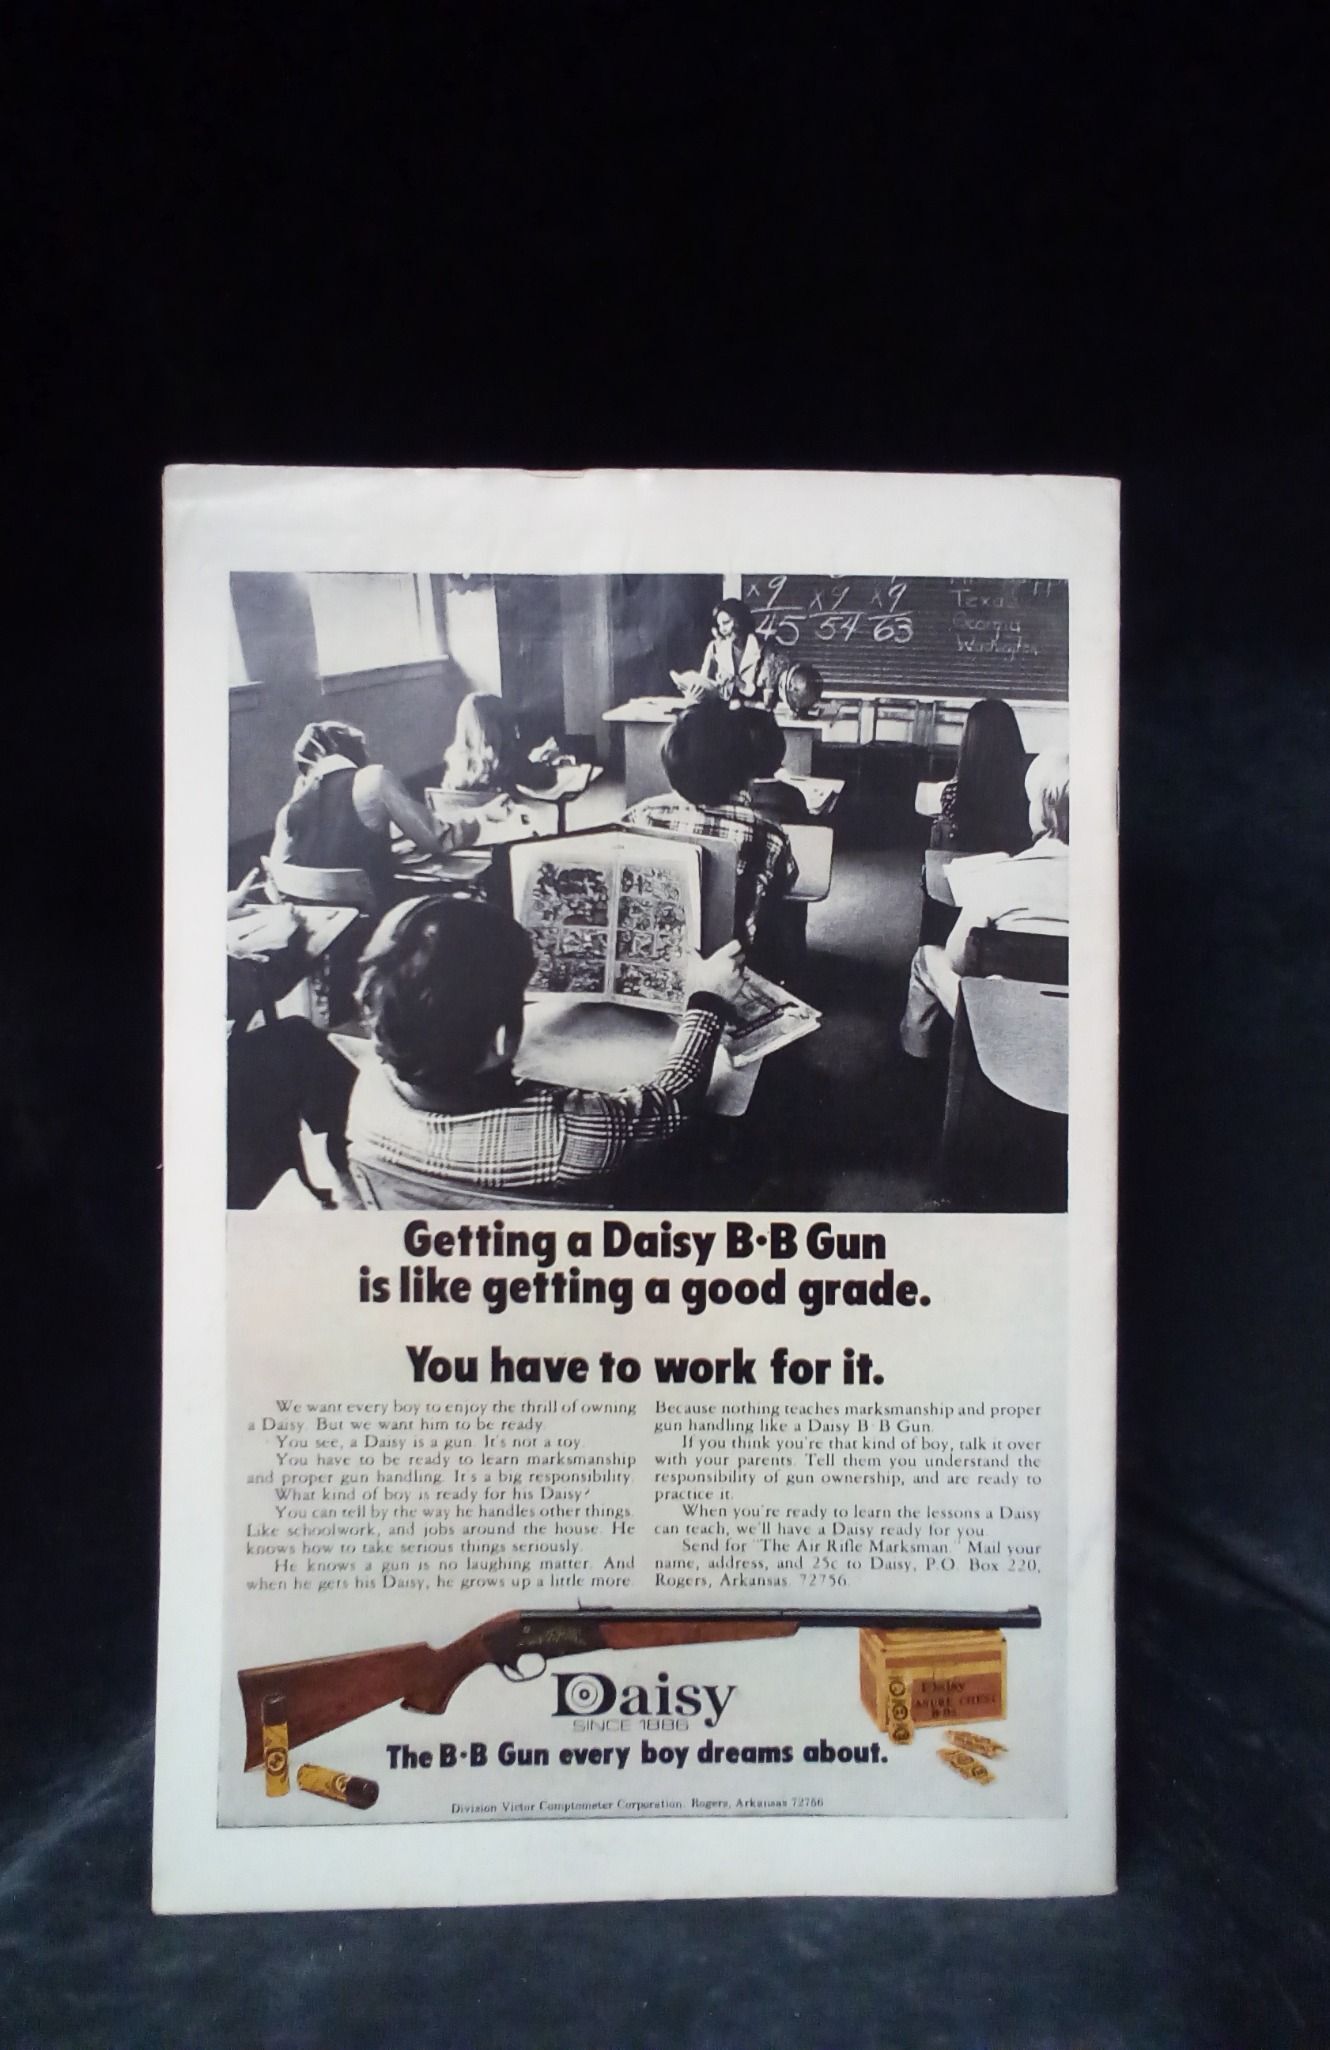 x9 x9 x9
45 54 63
Texas
Georgia
Washington
Getting a Daisy B·B Gun
is like getting a good grade.
You have to work for it.
We want every boy to enjoy the thrill of owning
a Daisy. But we want him to be ready.
You see, a Daisy is a gun. It's not a toy.
You have to be ready to learn marksmanship
and proper gun handling. It's a big responsibility.
What kind of boy is ready for his Daisy?
You can tell by the way he handles other things.
Like schoolwork, and jobs around the house. He
knows how to take serious things seriously.
He knows a gun is no laughing matter. And
when he gets his Daisy, he grows up a little more.
Because nothing teaches marksmanship and proper
gun handling like a Daisy B·B Gun.
If you think you're that kind of boy, talk it over
with your parents. Tell them you understand the
responsibility of gun ownership, and are ready to
practice it.
When you're ready to learn the lessons a Daisy
can teach, we'll have a Daisy ready for you.
Send for "The Air Rifle Marksman." Mail your
name, address, and 25c to Daisy, P.O. Box 220,
Rogers, Arkansas 72756.
Daisy
TREASURE CHEST
BBs
Daisy
SINCE 1886
The B·B Gun every boy dreams about.
Division Victor Comptometer Corporation. Rogers, Arkansas 72756